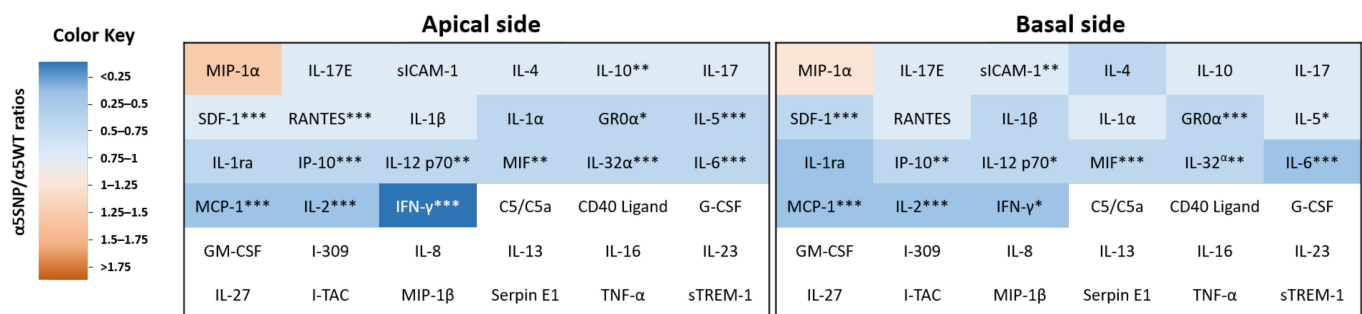 Apical side
Basal side
Color Key
α5SNP/α5WT ratios
<0.25
0.25–0.5
0.5–0.75
0.75–1
1–1.25
1.25–1.5
1.5–1.75
>1.75
MIP-1α IL-17E sICAM-1 IL-4 IL-10** IL-17
SDF-1*** RANTES*** IL-1β IL-1α GR0α* IL-5***
IL-1ra IP-10*** IL-12 p70** MIF** IL-32α*** IL-6***
MCP-1*** IL-2*** IFN-γ*** C5/C5a CD40 Ligand G-CSF
GM-CSF I-309 IL-8 IL-13 IL-16 IL-23
IL-27 I-TAC MIP-1β Serpin E1 TNF-α sTREM-1
MIP-1α IL-17E sICAM-1** IL-4 IL-10 IL-17
SDF-1*** RANTES IL-1β IL-1α GR0α*** IL-5*
IL-1ra IP-10** IL-12 p70* MIF*** IL-32α** IL-6***
MCP-1*** IL-2*** IFN-γ* C5/C5a CD40 Ligand G-CSF
GM-CSF I-309 IL-8 IL-13 IL-16 IL-23
IL-27 I-TAC MIP-1β Serpin E1 TNF-α sTREM-1